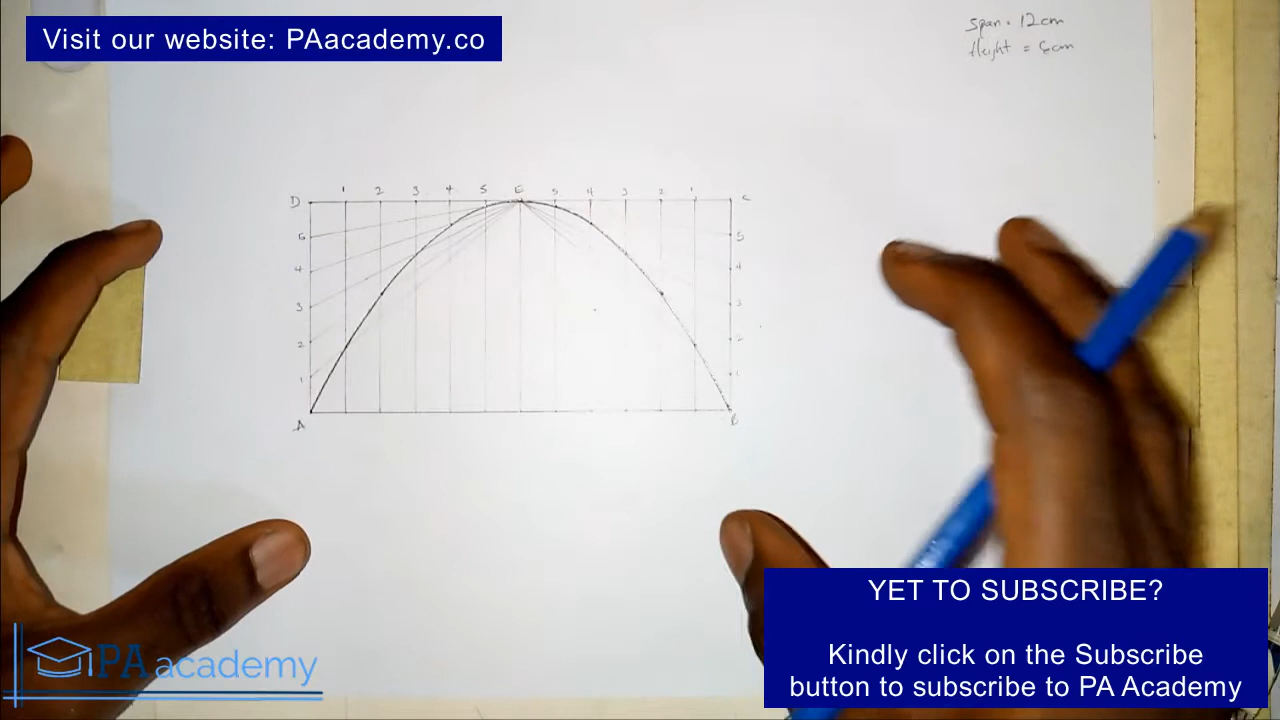 Visit our website: PAacademy.co
span = 12cm
Height = 6cm
D 1 2 3 4 5 E 5 4 3 2 1 C
5 5
4 4
3 3
2 2
1 1
A B
YET TO SUBSCRIBE?
Kindly click on the Subscribe
button to subscribe to PA Academy
PA academy